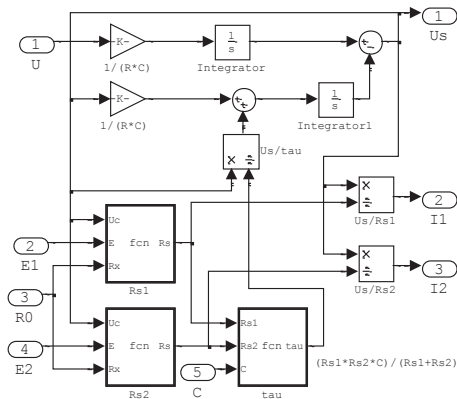 1
U
-K-
1/(R*C)
1
s
Integrator
1
Us
-K-
1/(R*C)
1
s
Integrator1
Us/tau
× ÷
×
÷
Us/Rs1
2
I1
×
÷
Us/Rs2
3
I2
2
E1
Uc
E fcn Rs
Rx
Rs1
3
R0
4
E2
Uc
E fcn Rs
Rx
Rs2
5
C
Rs1
Rs2 fcn tau
C
tau
(Rs1*Rs2*C)/(Rs1+Rs2)